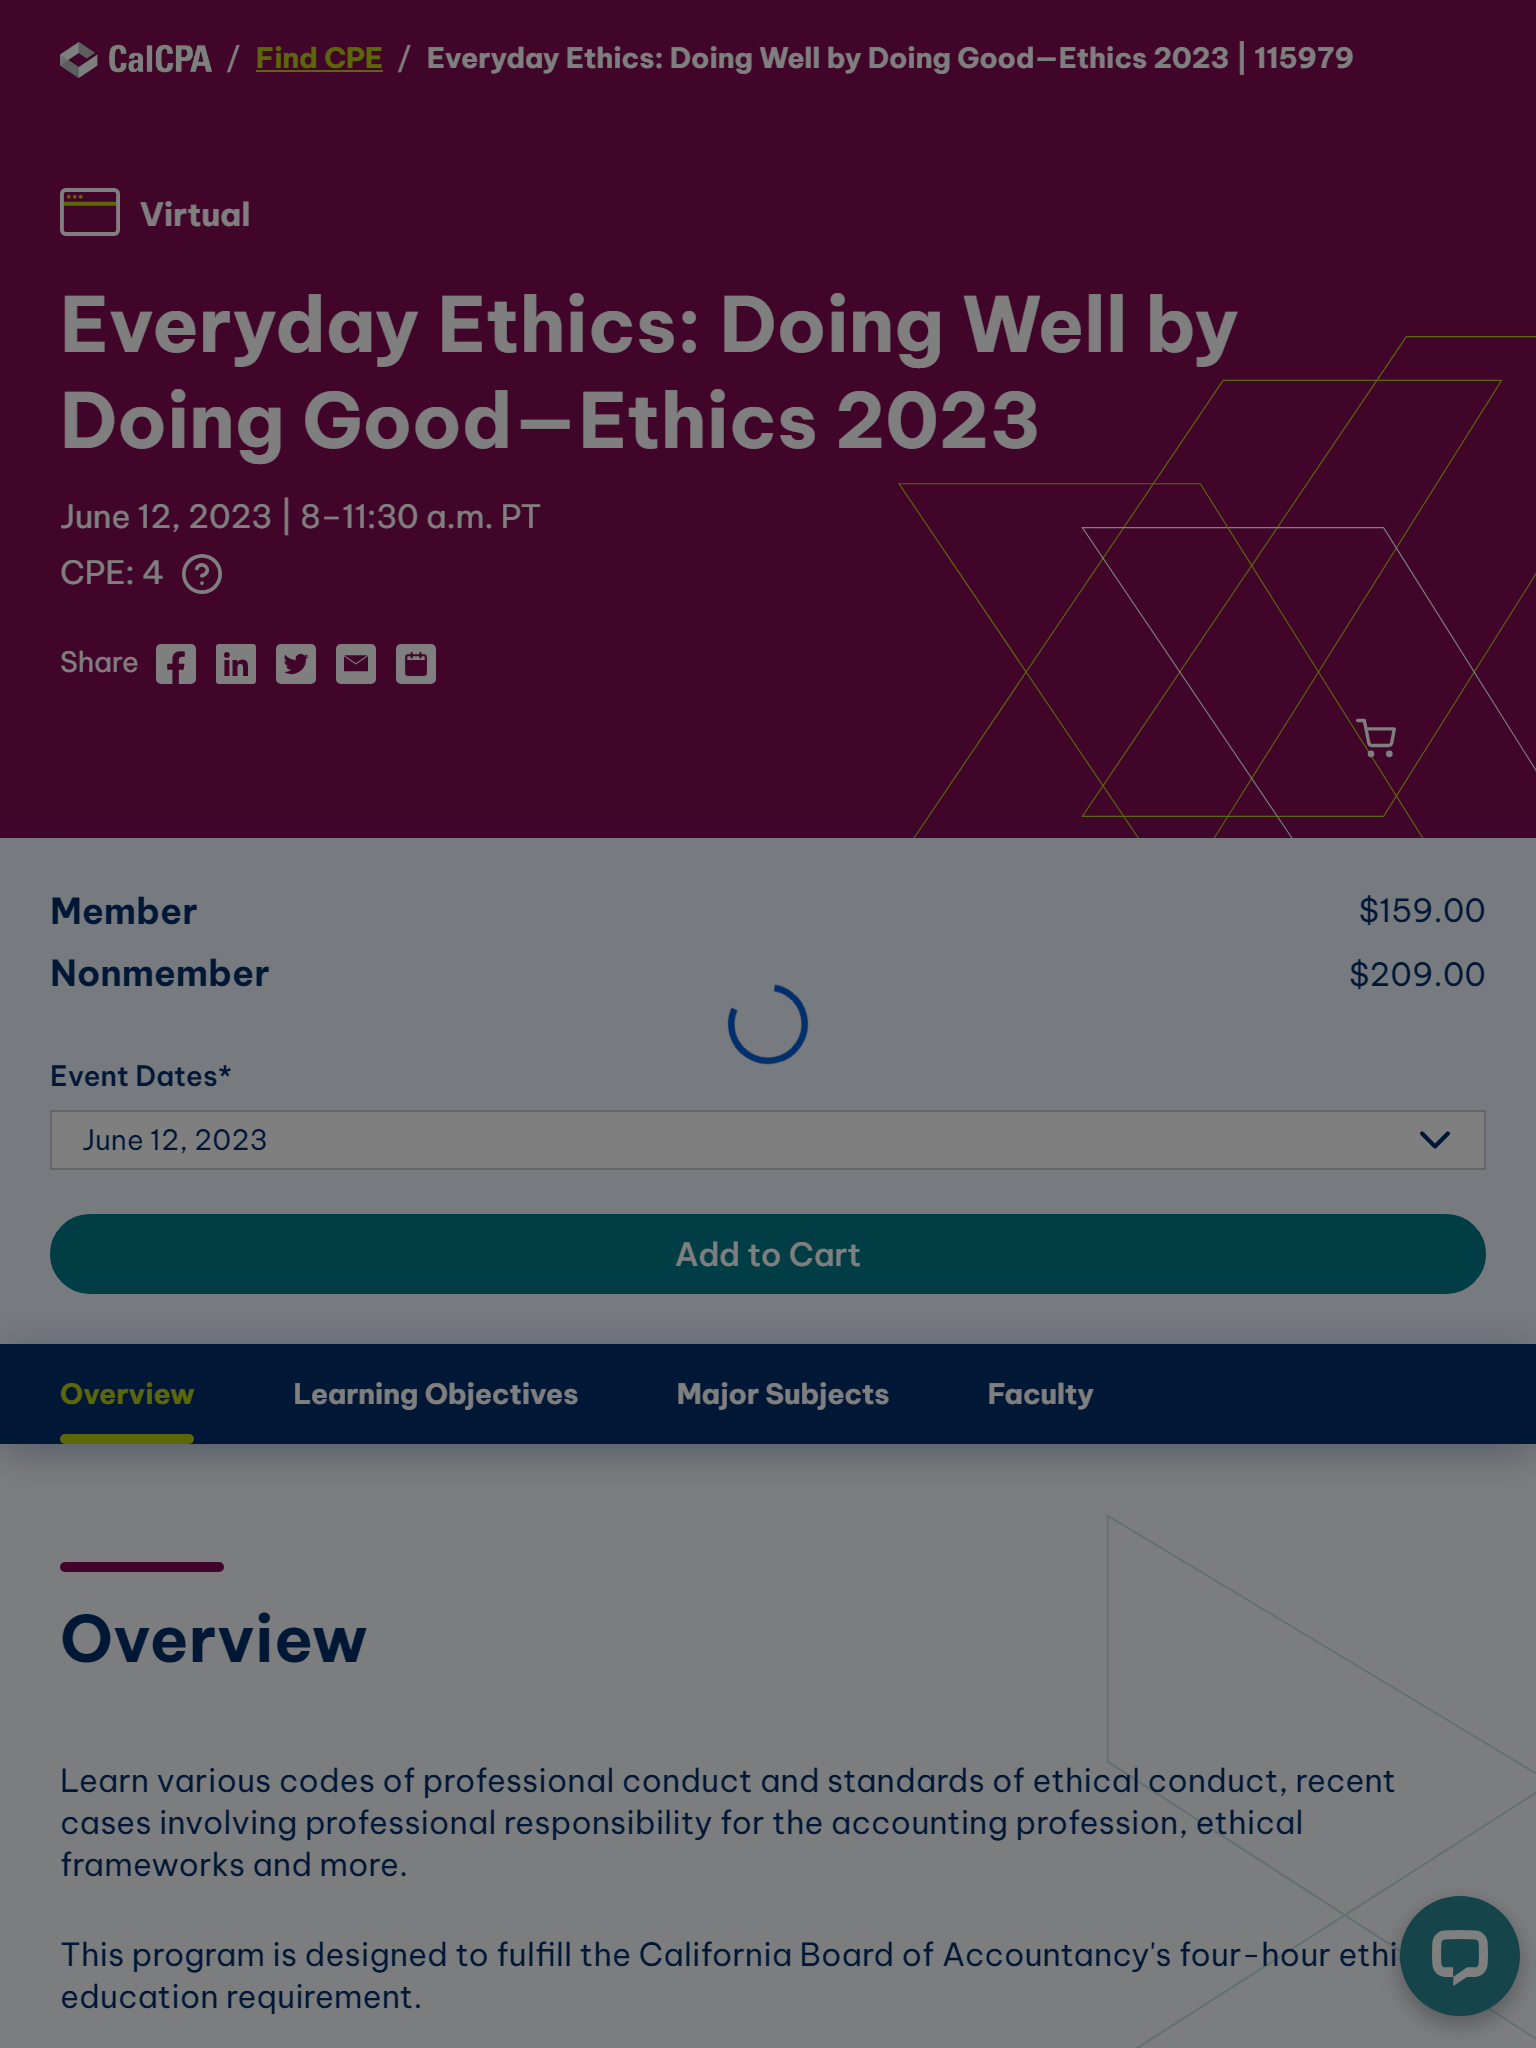 CalCPA / Find CPE / Everyday Ethics: Doing Well by Doing Good—Ethics 2023 | 115979
Virtual
Everyday Ethics: Doing Well by
Doing Good—Ethics 2023
June 12, 2023 | 8–11:30 a.m. PT
CPE: 4
Share
Member $159.00
Nonmember $209.00
Event Dates*
June 12, 2023
Add to Cart
Overview Learning Objectives Major Subjects Faculty
Overview
Learn various codes of professional conduct and standards of ethical conduct, recent
cases involving professional responsibility for the accounting profession, ethical
frameworks and more.
This program is designed to fulfill the California Board of Accountancy's four-hour ethi
education requirement.